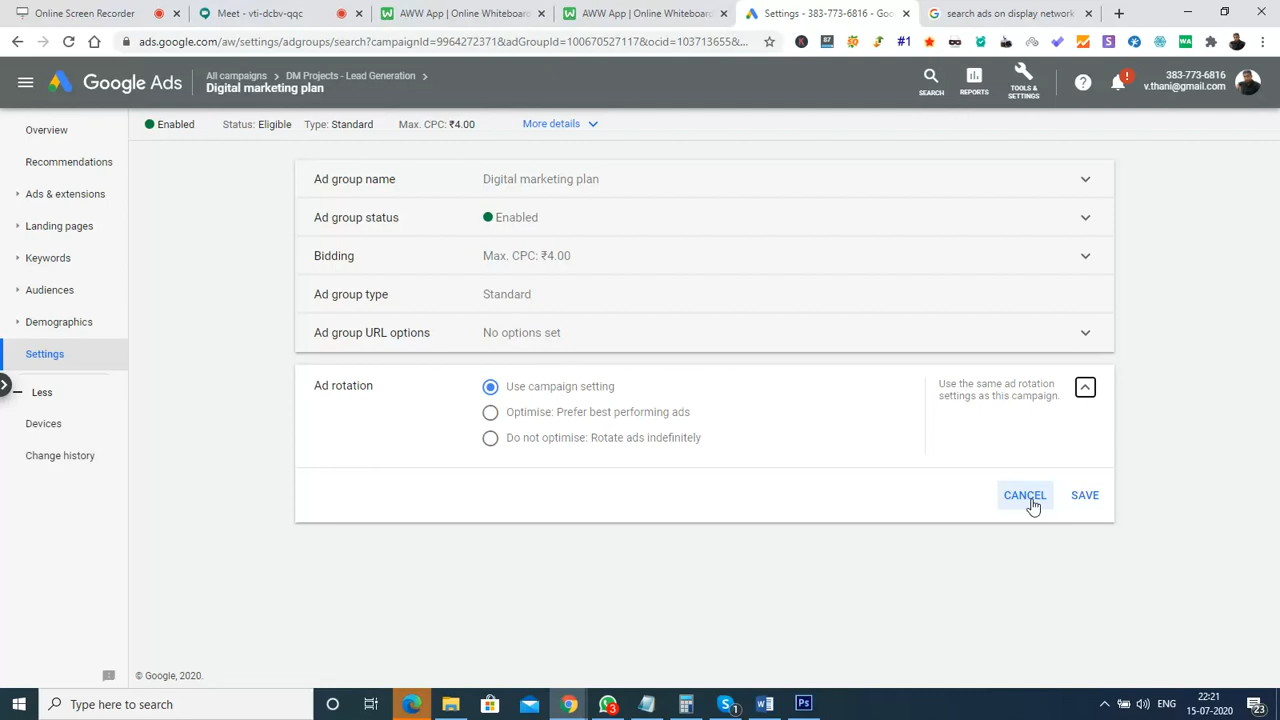 Online Screen Recorder
Meet - vti-dcbv-qqc
AWW App | Online Whiteboard
AWW App | Online Whiteboard
Settings - 383-773-6816 - Goo
search ads on display network
ads.google.com/aw/settings/adgroups/search?campaignId=9964272371&adGroupId=100670527117&ocid=103713655&...
Google Ads
All campaigns > DM Projects - Lead Generation >
Digital marketing plan
SEARCH
REPORTS
TOOLS &
SETTINGS
383-773-6816
v.thani@gmail.com
Enabled Status: Eligible Type: Standard Max. CPC: ₹4.00 More details
Overview
Recommendations
Ads & extensions
Landing pages
Keywords
Audiences
Demographics
Settings
Less
Devices
Change history
Ad group name Digital marketing plan
Ad group status Enabled
Bidding Max. CPC: ₹4.00
Ad group type Standard
Ad group URL options No options set
Ad rotation
Use campaign setting
Optimise: Prefer best performing ads
Do not optimise: Rotate ads indefinitely
Use the same ad rotation
settings as this campaign.
CANCEL SAVE
© Google, 2020.
Type here to search
ENG
22:21
15-07-2020
23